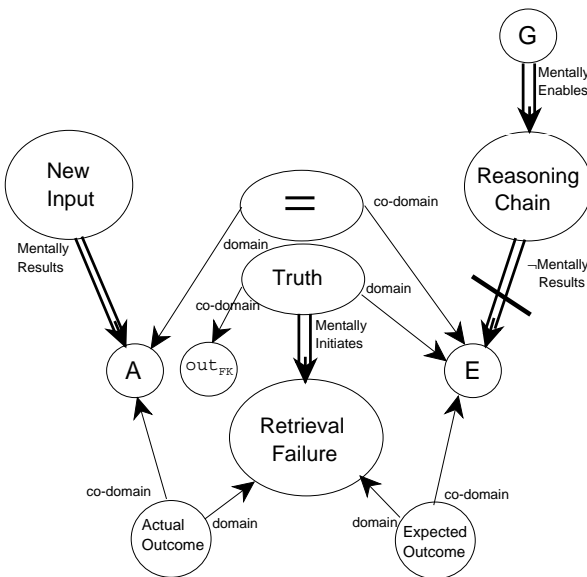 G
Mentally
Enables
New
Input
Reasoning
Chain
=
co-domain
domain
Mentally
Results
Truth
¬Mentally
Results
co-domain
domain
Mentally
Initiates
A
out_FK
E
Retrieval
Failure
co-domain
domain
Actual
Outcome
co-domain
domain
Expected
Outcome